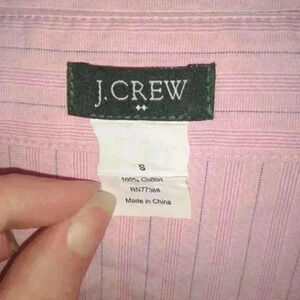 J.CREW
S
100% Cotton
RN77388
Made in China